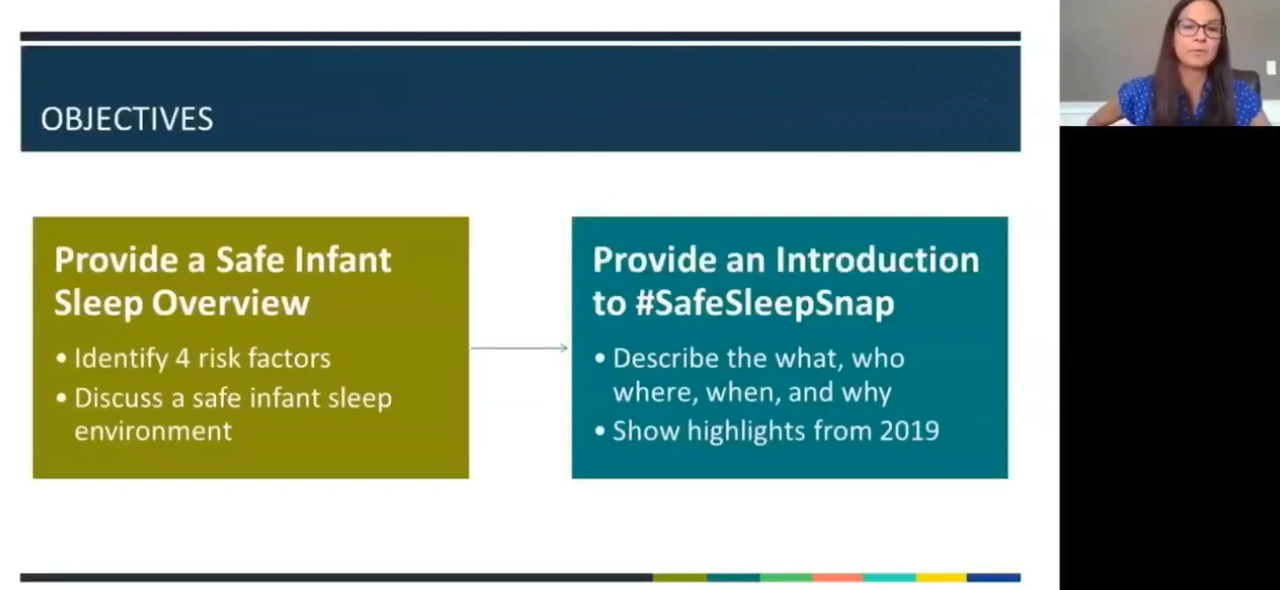 OBJECTIVES
Provide a Safe Infant
Sleep Overview
• Identify 4 risk factors
• Discuss a safe infant sleep
environment
Provide an Introduction
to #SafeSleepSnap
• Describe the what, who
where, when, and why
• Show highlights from 2019